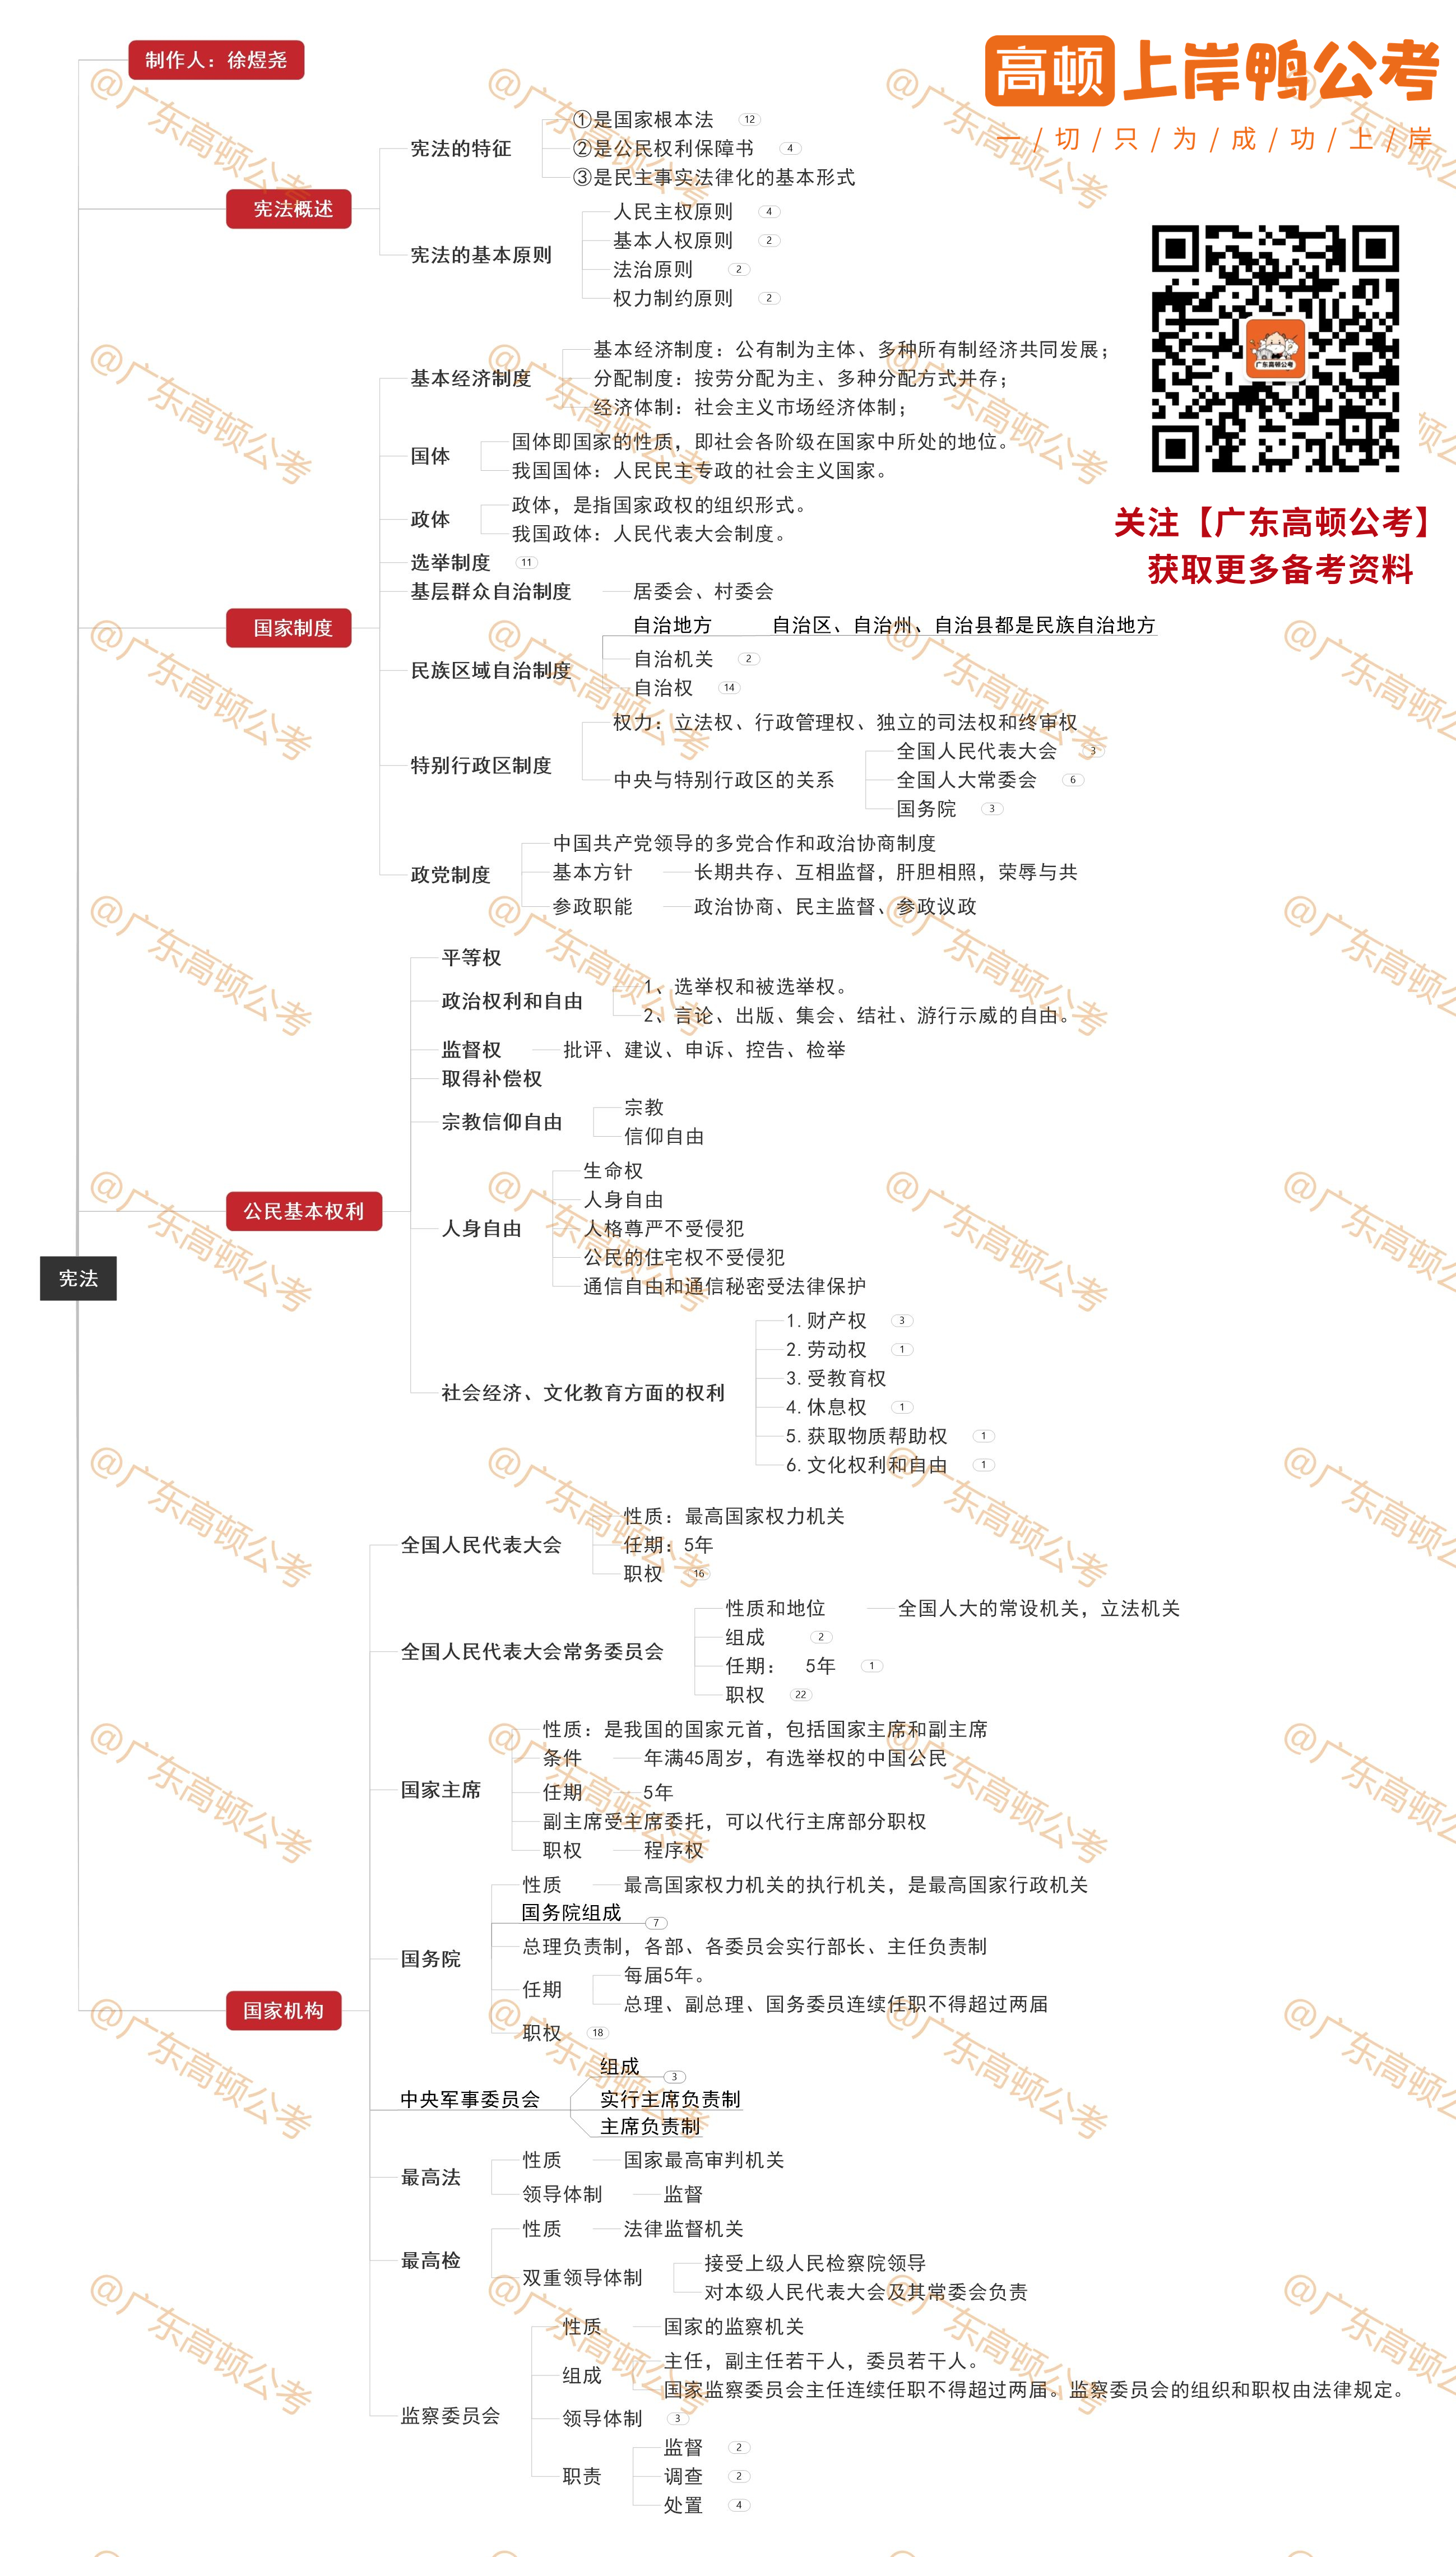 制作人：徐煜尧
高顿 上岸鸭公考
一/切/只/为/成/功/上/岸
宪法的特征
①是国家根本法 12
②是公民权利保障书 4
③是民主事实法律化的基本形式
宪法概述
宪法的基本原则
人民主权原则 4
基本人权原则 2
法治原则 2
权力制约原则 2
广东高顿公考
关注【广东高顿公考】
获取更多备考资料
基本经济制度
基本经济制度：公有制为主体、多种所有制经济共同发展；
分配制度：按劳分配为主、多种分配方式并存；
经济体制：社会主义市场经济体制；
国体
国体即国家的性质，即社会各阶级在国家中所处的地位。
我国国体：人民民主专政的社会主义国家。
政体
政体，是指国家政权的组织形式。
我国政体：人民代表大会制度。
选举制度 11
基层群众自治制度 居委会、村委会
国家制度
民族区域自治制度
自治地方 自治区、自治州、自治县都是民族自治地方
自治机关 2
自治权 14
特别行政区制度
权力：立法权、行政管理权、独立的司法权和终审权
中央与特别行政区的关系
全国人民代表大会 3
全国人大常委会 6
国务院 3
政党制度
中国共产党领导的多党合作和政治协商制度
基本方针 长期共存、互相监督，肝胆相照，荣辱与共
参政职能 政治协商、民主监督、参政议政
平等权
政治权利和自由
1、选举权和被选举权。
2、言论、出版、集会、结社、游行示威的自由。
监督权 批评、建议、申诉、控告、检举
取得补偿权
宗教信仰自由
宗教
信仰自由
公民基本权利
人身自由
生命权
人身自由
人格尊严不受侵犯
公民的住宅权不受侵犯
通信自由和通信秘密受法律保护
宪法
社会经济、文化教育方面的权利
1.财产权 3
2.劳动权 1
3.受教育权
4.休息权 1
5.获取物质帮助权 1
6.文化权利和自由 1
全国人民代表大会
性质：最高国家权力机关
任期：5年
职权 16
全国人民代表大会常务委员会
性质和地位 全国人大的常设机关，立法机关
组成 2
任期： 5年 1
职权 22
国家主席
性质：是我国的国家元首，包括国家主席和副主席
条件 年满45周岁，有选举权的中国公民
任期 5年
副主席受主席委托，可以代行主席部分职权
职权 程序权
国务院
性质 最高国家权力机关的执行机关，是最高国家行政机关
国务院组成 7
总理负责制，各部、各委员会实行部长、主任负责制
任期
每届5年。
总理、副总理、国务委员连续任职不得超过两届
职权 18
国家机构
中央军事委员会
组成 3
实行主席负责制
主席负责制
最高法
性质 国家最高审判机关
领导体制 监督
最高检
性质 法律监督机关
双重领导体制
接受上级人民检察院领导
对本级人民代表大会及其常委会负责
监察委员会
性质 国家的监察机关
组成
主任，副主任若干人，委员若干人。
国家监察委员会主任连续任职不得超过两届。监察委员会的组织和职权由法律规定。
领导体制 3
职责
监督 2
调查 2
处置 4
@广东高顿公考